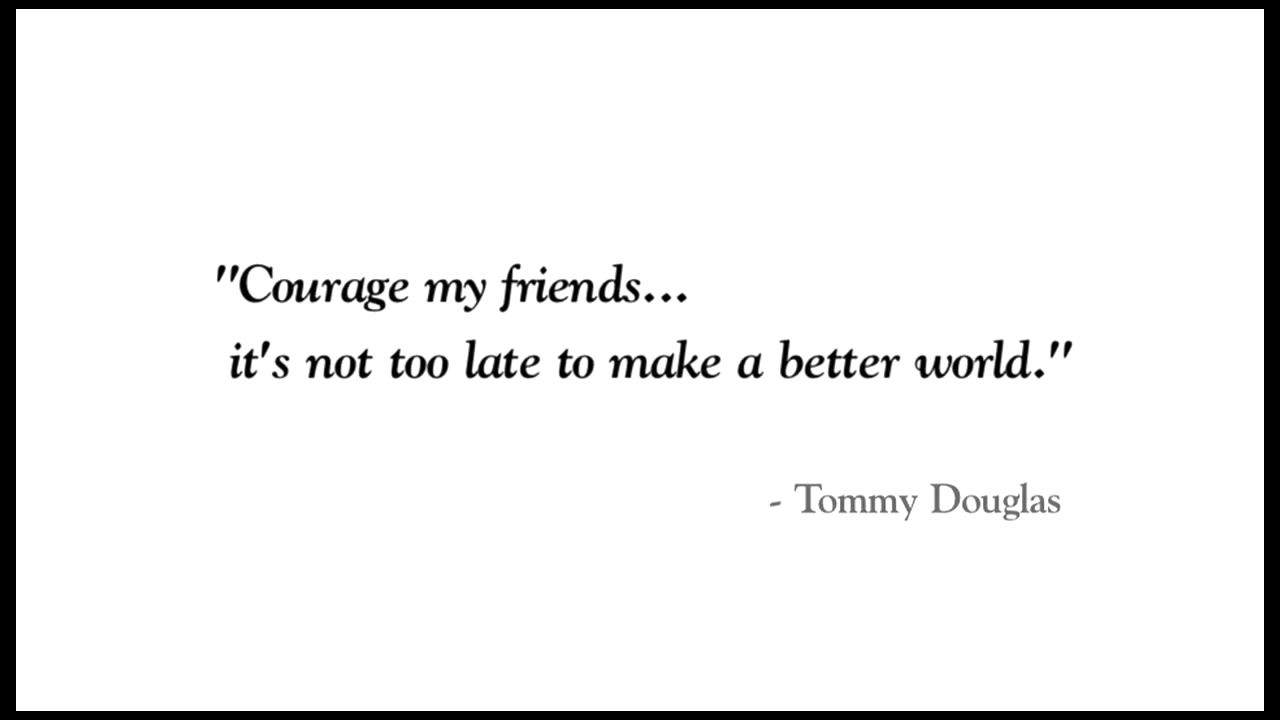 "Courage my friends...
it's not too late to make a better world."
- Tommy Douglas